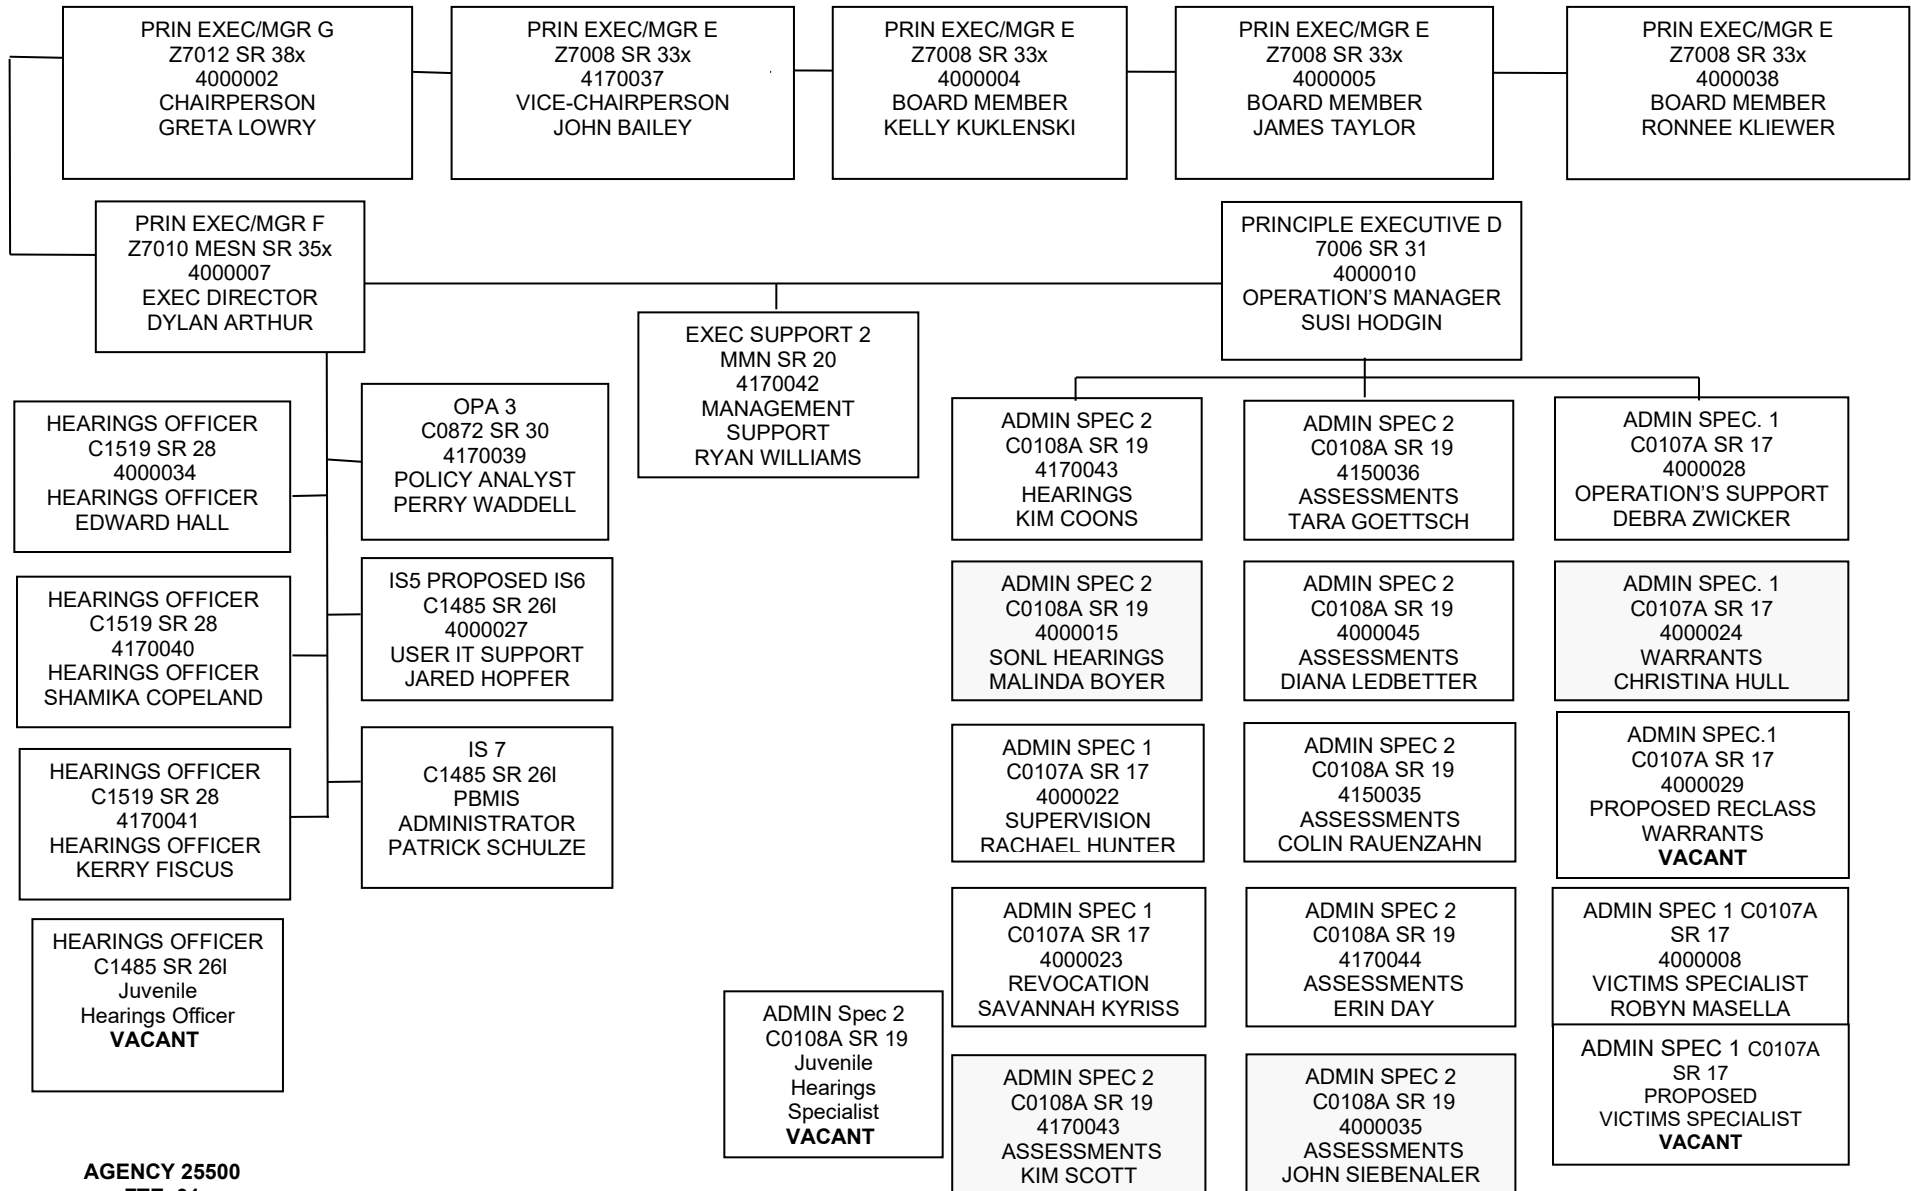 PRIN EXEC/MGR G
Z7012 SR 38x
4000002
CHAIRPERSON
GRETA LOWRY
PRIN EXEC/MGR E
Z7008 SR 33x
4170037
VICE-CHAIRPERSON
JOHN BAILEY
PRIN EXEC/MGR E
Z7008 SR 33x
4000004
BOARD MEMBER
KELLY KUKLENSKI
PRIN EXEC/MGR E
Z7008 SR 33x
4000005
BOARD MEMBER
JAMES TAYLOR
PRIN EXEC/MGR E
Z7008 SR 33x
4000038
BOARD MEMBER
RONNEE KLIEWER
PRIN EXEC/MGR F
Z7010 MESN SR 35x
4000007
EXEC DIRECTOR
DYLAN ARTHUR
PRINCIPLE EXECUTIVE D
7006 SR 31
4000010
OPERATION'S MANAGER
SUSI HODGIN
EXEC SUPPORT 2
MMN SR 20
4170042
MANAGEMENT
SUPPORT
RYAN WILLIAMS
HEARINGS OFFICER
C1519 SR 28
4000034
HEARINGS OFFICER
EDWARD HALL
OPA 3
C0872 SR 30
4170039
POLICY ANALYST
PERRY WADDELL
ADMIN SPEC 2
C0108A SR 19
4170043
HEARINGS
KIM COONS
ADMIN SPEC 2
C0108A SR 19
4150036
ASSESSMENTS
TARA GOETTSCH
ADMIN SPEC. 1
C0107A SR 17
4000028
OPERATION'S SUPPORT
DEBRA ZWICKER
HEARINGS OFFICER
C1519 SR 28
4170040
HEARINGS OFFICER
SHAMIKA COPELAND
IS5 PROPOSED IS6
C1485 SR 26I
4000027
USER IT SUPPORT
JARED HOPFER
ADMIN SPEC 2
C0108A SR 19
4000015
SONL HEARINGS
MALINDA BOYER
ADMIN SPEC 2
C0108A SR 19
4000045
ASSESSMENTS
DIANA LEDBETTER
ADMIN SPEC. 1
C0107A SR 17
4000024
WARRANTS
CHRISTINA HULL
HEARINGS OFFICER
C1519 SR 28
4170041
HEARINGS OFFICER
KERRY FISCUS
IS 7
C1485 SR 26I
PBMIS
ADMINISTRATOR
PATRICK SCHULZE
ADMIN SPEC 1
C0107A SR 17
4000022
SUPERVISION
RACHAEL HUNTER
ADMIN SPEC 2
C0108A SR 19
4150035
ASSESSMENTS
COLIN RAUENZAHN
ADMIN SPEC.1
C0107A SR 17
4000029
PROPOSED RECLASS
WARRANTS
VACANT
HEARINGS OFFICER
C1485 SR 26I
Juvenile
Hearings Officer
VACANT
ADMIN SPEC 1
C0107A SR 17
4000023
REVOCATION
SAVANNAH KYRISS
ADMIN SPEC 2
C0108A SR 19
4170044
ASSESSMENTS
ERIN DAY
ADMIN SPEC 1 C0107A
SR 17
4000008
VICTIMS SPECIALIST
ROBYN MASELLA
ADMIN Spec 2
C0108A SR 19
Juvenile
Hearings
Specialist
VACANT
ADMIN SPEC 2
C0108A SR 19
4170043
ASSESSMENTS
KIM SCOTT
ADMIN SPEC 2
C0108A SR 19
4000035
ASSESSMENTS
JOHN SIEBENALER
ADMIN SPEC 1 C0107A
SR 17
PROPOSED
VICTIMS SPECIALIST
VACANT
AGENCY 25500